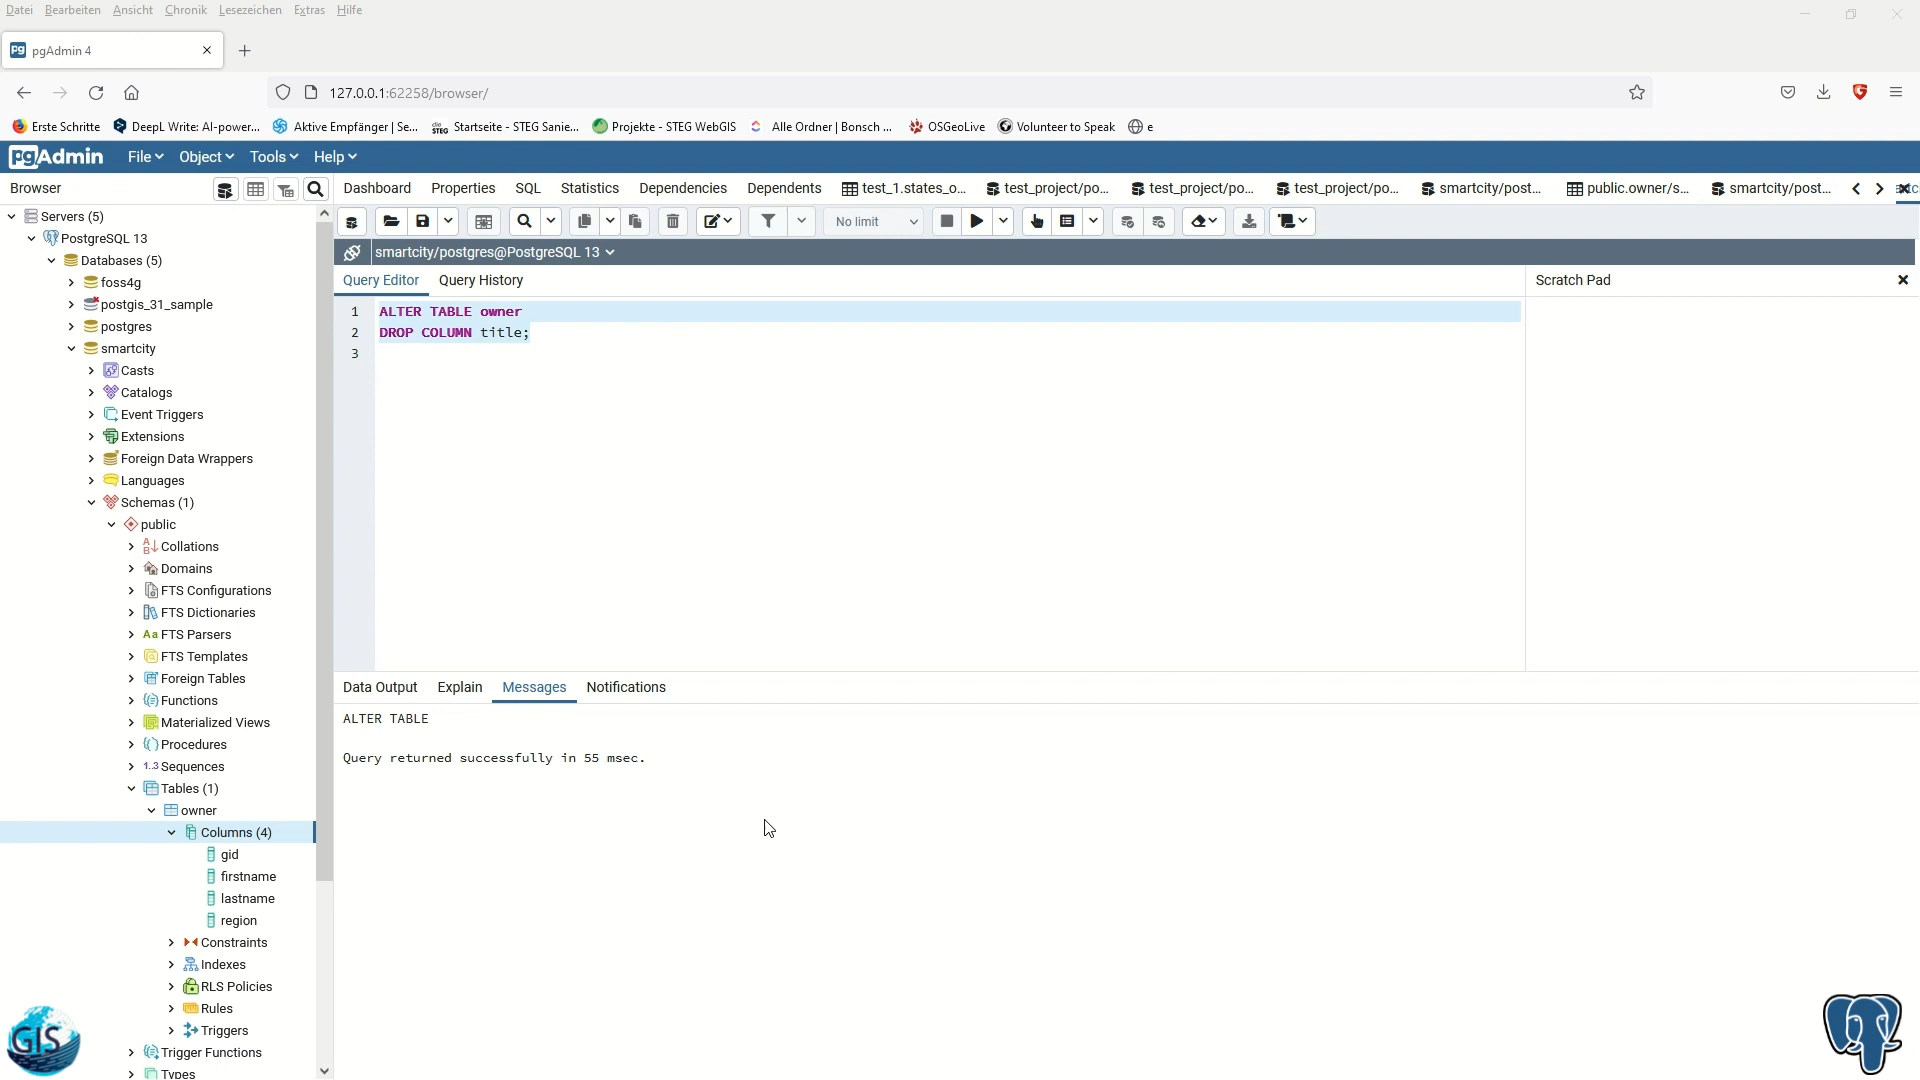 Datei Bearbeiten Ansicht Chronik Lesezeichen Extras Hilfe
pgAdmin 4
127.0.0.1:62258/browser/
Erste Schritte DeepL Write: AI-power... Aktive Empfänger | Se... Startseite - STEG Sanie... Projekte - STEG WebGIS Alle Ordner | Bonsch ... OSGeoLive Volunteer to Speak e
pgAdmin File Object Tools Help
Browser Dashboard Properties SQL Statistics Dependencies Dependents test_1.states_o... test_project/po... test_project/po... test_project/po... smartcity/post... public.owner/s... smartcity/post...
Servers (5)
No limit
PostgreSQL 13
smartcity/postgres@PostgreSQL 13
Databases (5)
foss4g
Query Editor Query History Scratch Pad
postgis_31_sample
1 ALTER TABLE owner
postgres
2 DROP COLUMN title;
smartcity
3
Casts
Catalogs
Event Triggers
Extensions
Foreign Data Wrappers
Languages
Schemas (1)
public
Collations
Domains
FTS Configurations
FTS Dictionaries
Aa FTS Parsers
FTS Templates
Foreign Tables
Data Output Explain Messages Notifications
Functions
ALTER TABLE
Materialized Views
Procedures
Query returned successfully in 55 msec.
1..3 Sequences
Tables (1)
owner
Columns (4)
gid
firstname
lastname
region
Constraints
Indexes
RLS Policies
Rules
Triggers
GIS
Trigger Functions
Types